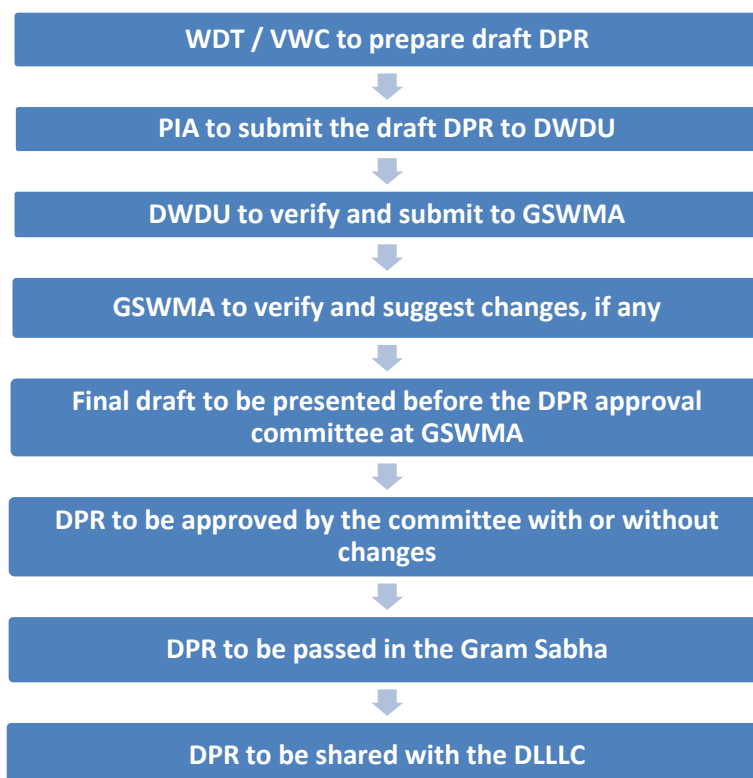 WDT / VWC to prepare draft DPR
PIA to submit the draft DPR to DWDU
DWDU to verify and submit to GSWMA
GSWMA to verify and suggest changes, if any
Final draft to be presented before the DPR approval
committee at GSWMA
DPR to be approved by the committee with or without
changes
DPR to be passed in the Gram Sabha
DPR to be shared with the DLLLC